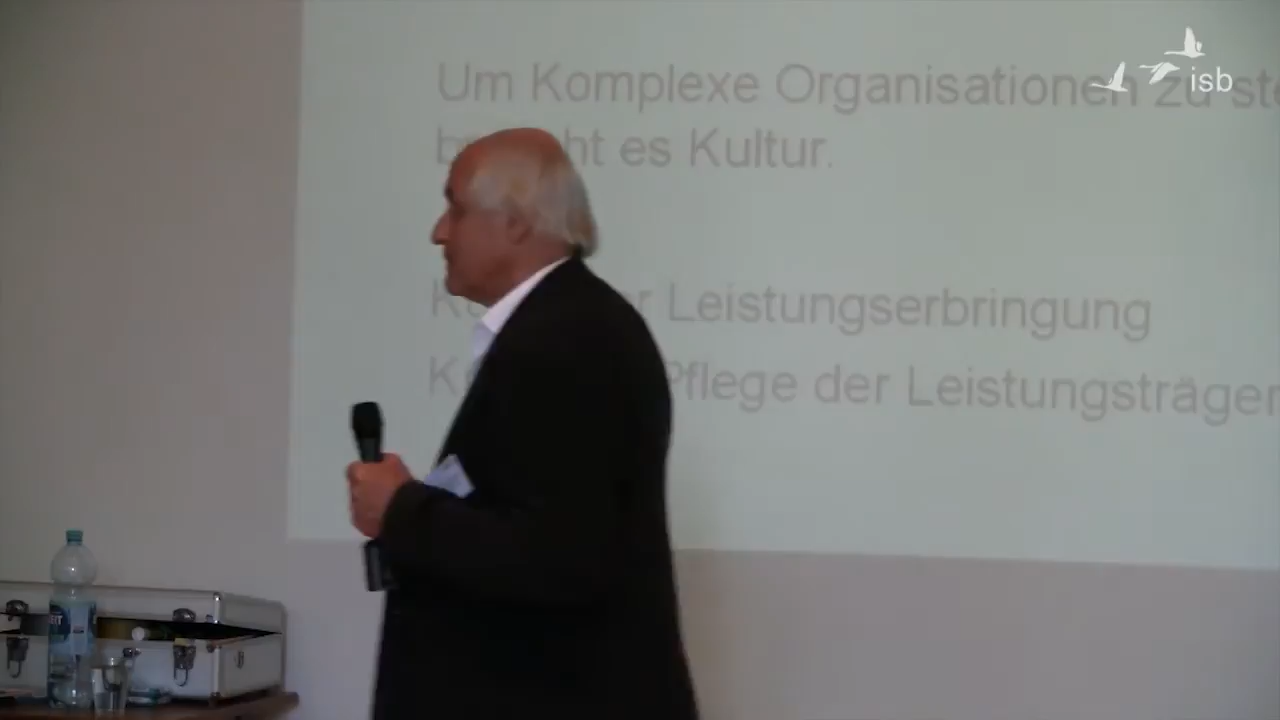 Um Komplexe Organisationen zu
es Kultur.
isb
Leistungserbringung
Pflege der Leistungsträger